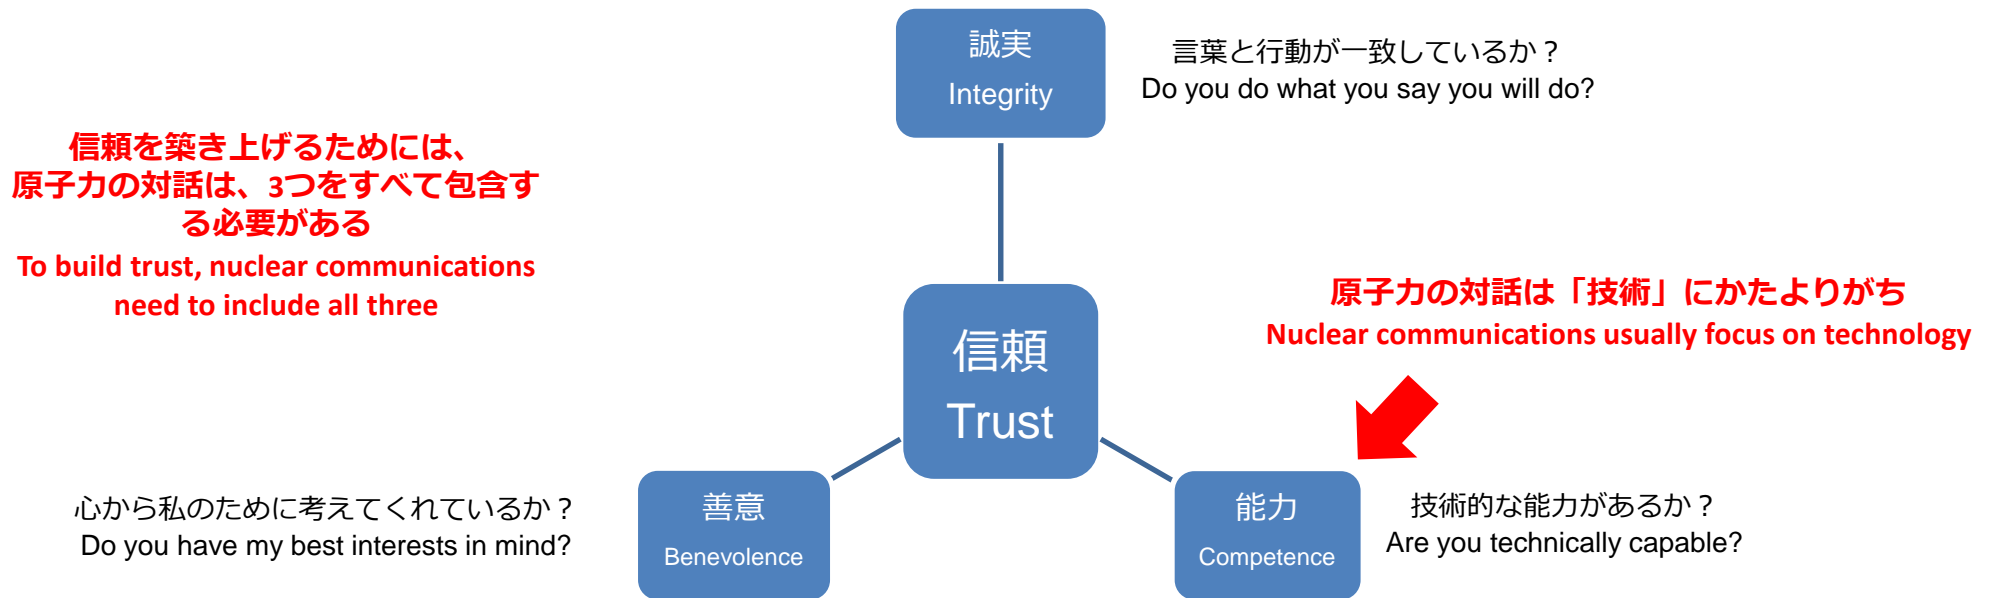 誠実
Integrity
言葉と行動が一致しているか？
Do you do what you say you will do?
信頼を築き上げるためには、
原子力の対話は、3つをすべて包含す
る必要がある
To build trust, nuclear communications
need to include all three
原子力の対話は「技術」にかたよりがち
Nuclear communications usually focus on technology
信頼
Trust
心から私のために考えてくれているか？
Do you have my best interests in mind?
善意
Benevolence
能力
Competence
技術的な能力があるか？
Are you technically capable?